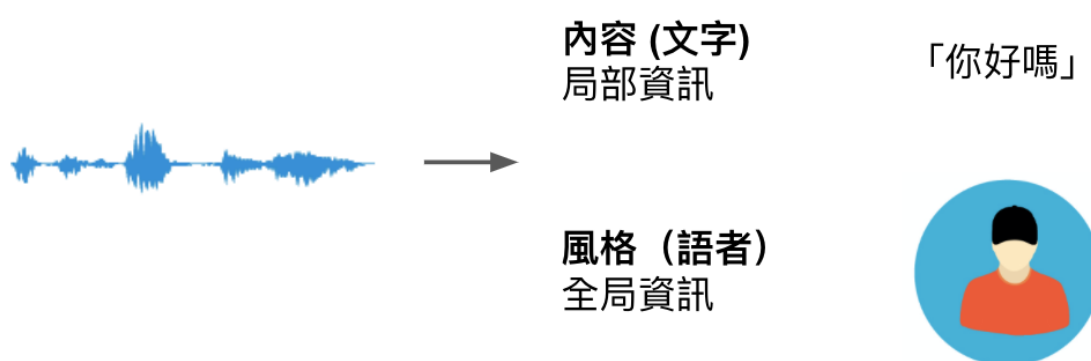 內容 (文字)
局部資訊
「你好嗎」
風格（語者）
全局資訊